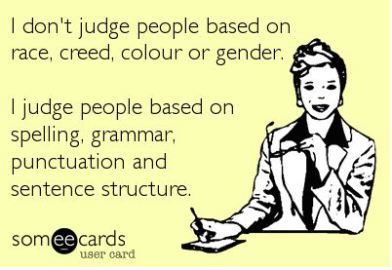 I don't judge people based on
race, creed, colour or gender.
I judge people based on
spelling, grammar,
punctuation and
sentence structure.
someecards
user card